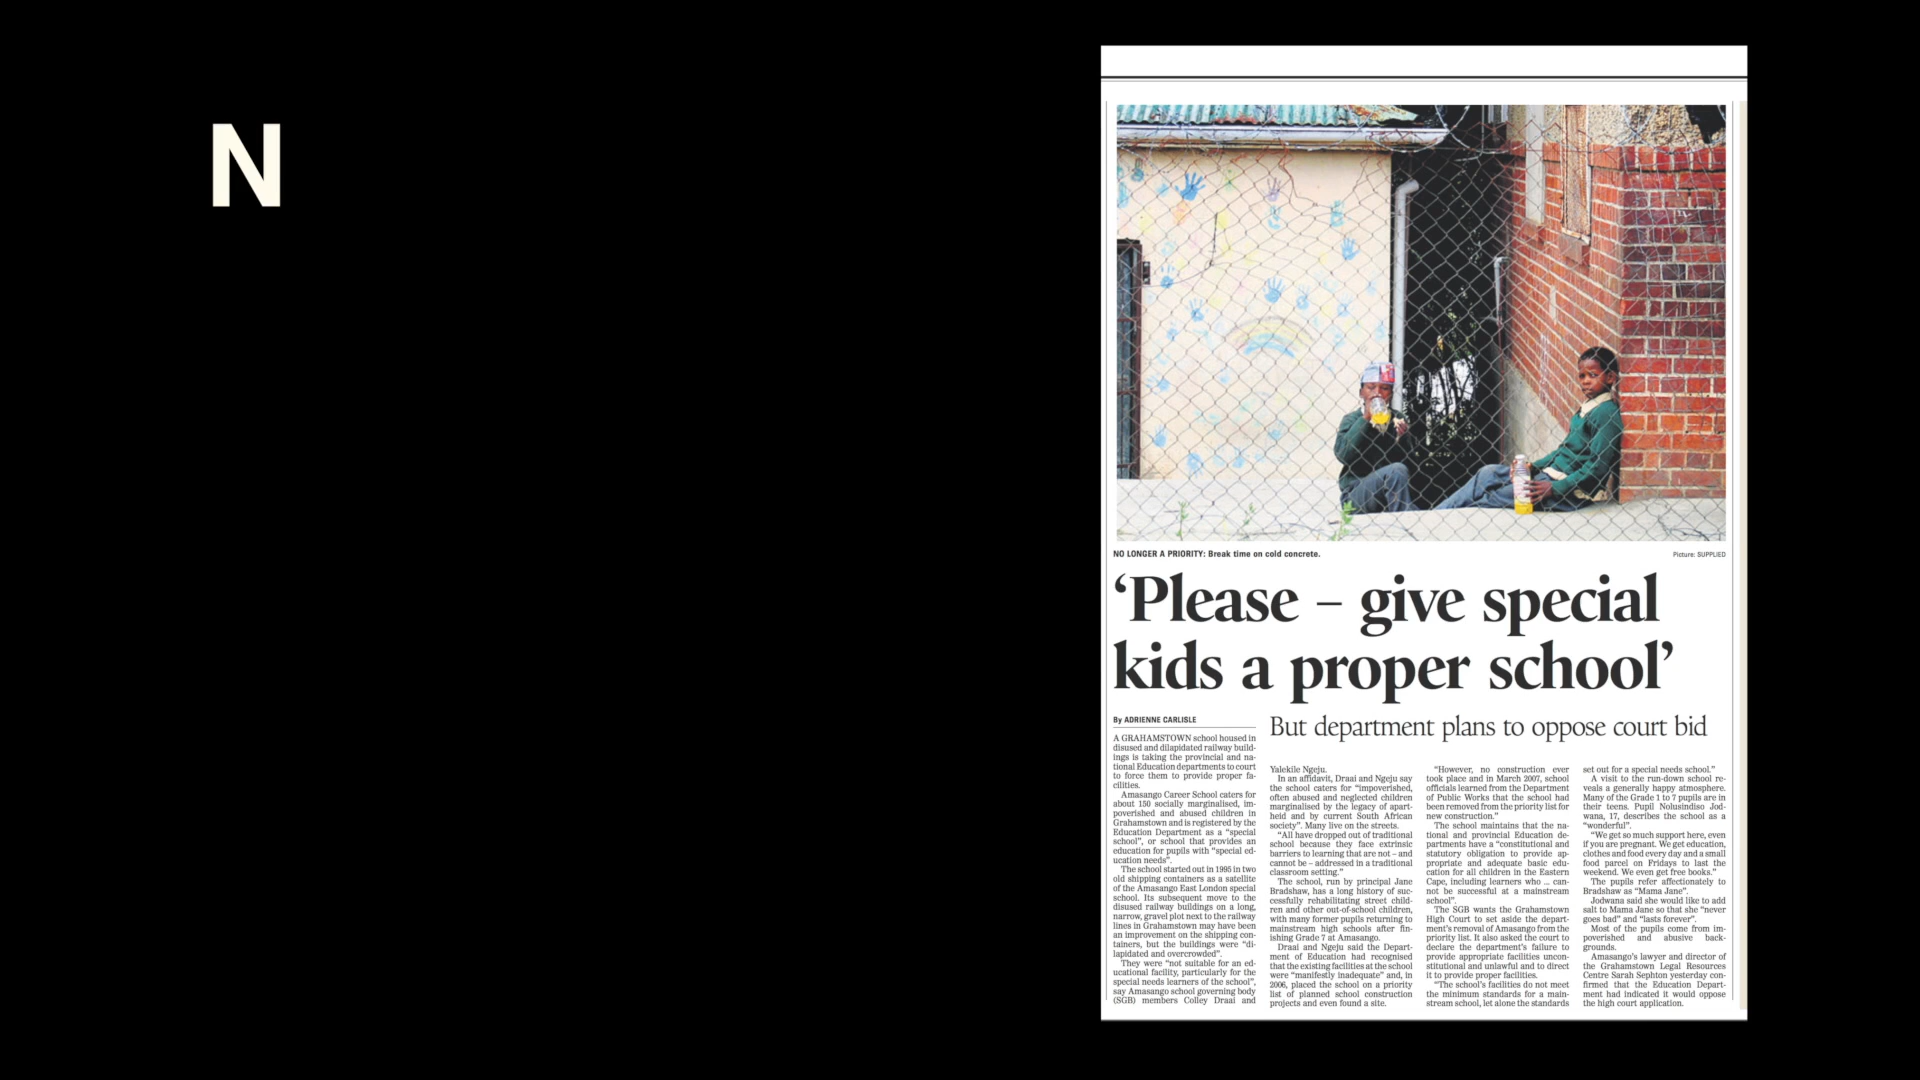 N
NO LONGER A PRIORITY: Break time on cold concrete.
Picture: SUPPLIED
‘Please – give special
kids a proper school’
But department plans to oppose court bid
By ADRIENNE CARLISLE
A GRAHAMSTOWN school housed in
disused and dilapidated railway build-
ings is taking the provincial and na-
tional Education departments to court
to force them to provide proper fa-
cilities.
Amasango Career School caters for
about 150 socially marginalised, im-
poverished and abused children in
Grahamstown and is registered by the
Education Department as a “special
school”, or school that provides an
education for pupils with “special ed-
ucation needs”.
The school started out in 1995 in two
old shipping containers as a satellite
of the Amasango East London special
school. Its subsequent move to the
disused railway buildings on a long,
narrow, gravel plot next to the railway
lines in Grahamstown may have been
an improvement on the shipping con-
tainers, but the buildings were “di-
lapidated and overcrowded”.
They were “not suitable for an ed-
ucational facility, particularly for the
special needs learners of the school”,
say Amasango school governing body
(SGB) members Colley Draai and
Yalekile Ngeju.
In an affidavit, Draai and Ngeju say
the school caters for “impoverished,
often abused and neglected children
marginalised by the legacy of apart-
held and by current South African
society”. Many live on the streets.
“All have dropped out of traditional
school because they face extrinsic
barriers to learning that are not – and
cannot be – addressed in a traditional
classroom setting.”
The school, run by principal Jane
Bradshaw, has a long history of suc-
cessfully rehabilitating street child-
ren and other out-of-school children,
with many former pupils returning to
mainstream high schools after fin-
ishing Grade 7 at Amasango.
Draai and Ngeju said the Depart-
ment of Education had recognised
that the existing facilities at the school
were “manifestly inadequate” and, in
2006, placed the school on a priority
list of planned school construction
projects and even found a site.
“However, no construction ever
took place and in March 2007, school
officials learned from the Department
of Public Works that the school had
been removed from the priority list for
new construction.”
The school maintains that the na-
tional and provincial Education de-
partments have a “constitutional and
statutory obligation to provide ap-
propriate and adequate basic edu-
cation for all children in the Eastern
Cape, including learners who ... can-
not be successful at a mainstream
school”.
The SGB wants the Grahamstown
High Court to set aside the depart-
ment’s removal of Amasango from the
priority list. It also asked the court to
declare the department’s failure to
provide appropriate facilities uncon-
stitutional and unlawful and to direct
it to provide proper facilities.
“The school’s facilities do not meet
the minimum standards for a main-
stream school, let alone the standards
set out for a special needs school.”
A visit to the run-down school re-
veals a generally happy atmosphere.
Many of the Grade 1 to 7 pupils are in
their teens. Pupil Nolusindiso Jod-
wana, 17, describes the school as a
“wonderful”.
“We get so much support here, even
if you are pregnant. We get education,
clothes and food every day and a small
food parcel on Fridays to last the
weekend. We even get free books.”
The pupils refer affectionately to
Bradshaw as “Mama Jane”.
Jodwana said she would like to add
salt to Mama Jane so that she “never
goes bad” and “lasts forever”.
Most of the pupils come from im-
poverished and abusive back-
grounds.
Amasango’s lawyer and director of
the Grahamstown Legal Resources
Centre Sarah Sephton yesterday con-
firmed that the Education Depart-
ment had indicated it would oppose
the high court application.